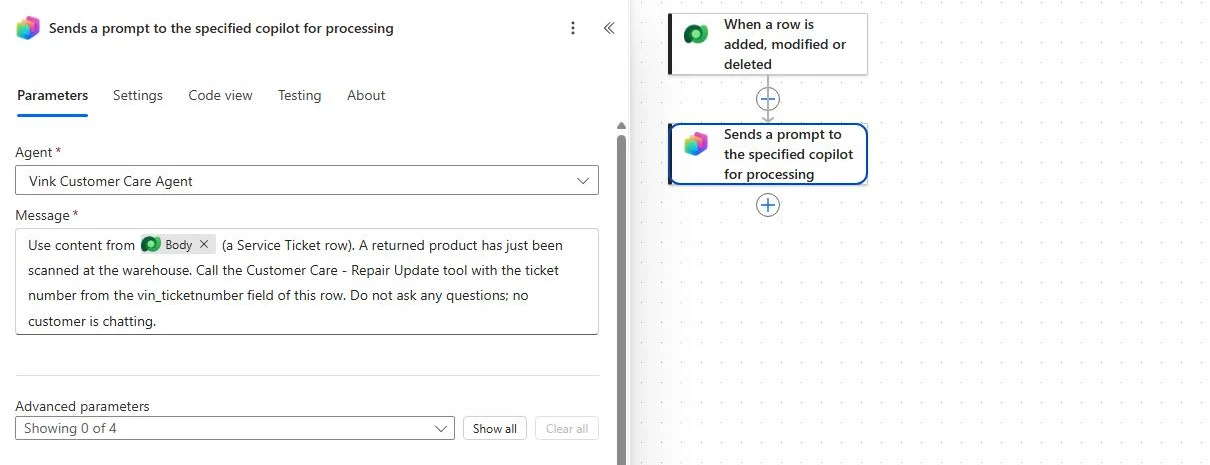 Sends a prompt to the specified copilot for processing
Parameters
Settings
Code view
Testing
About
Agent *
Vink Customer Care Agent
Message *
Use content from Body × (a Service Ticket row). A returned product has just been
scanned at the warehouse. Call the Customer Care - Repair Update tool with the ticket
number from the vin_ticketnumber field of this row. Do not ask any questions; no
customer is chatting.
Advanced parameters
Showing 0 of 4
Show all
Clear all
When a row is
added, modified or
deleted
Sends a prompt to
the specified copilot
for processing